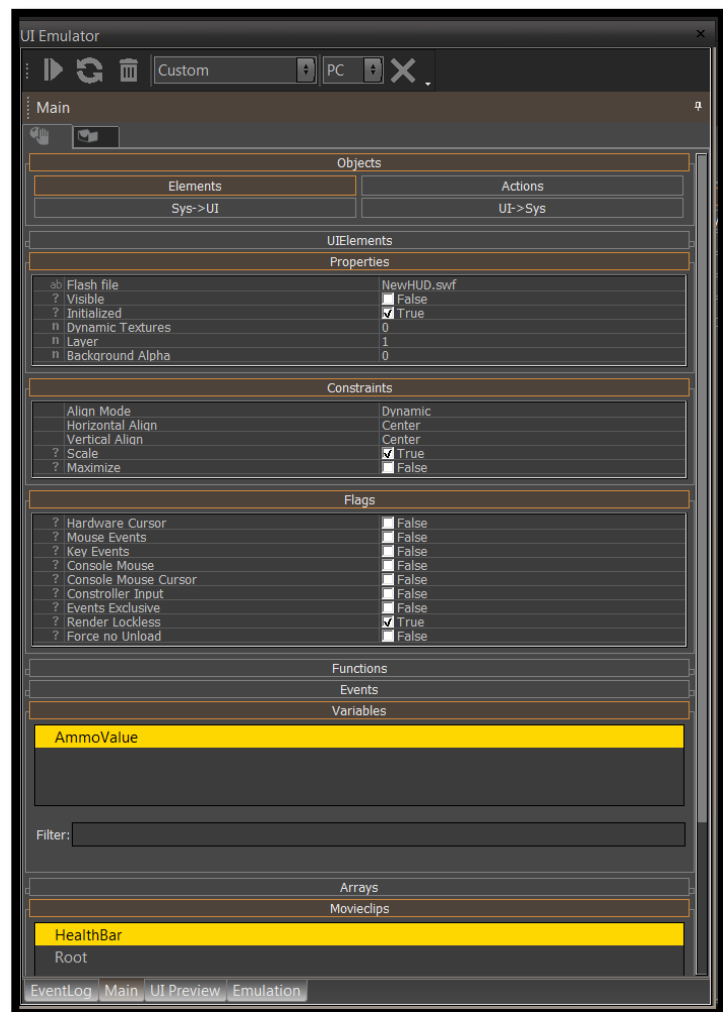 UI Emulator
Custom PC
Main
Objects
Elements Actions
Sys->UI UI->Sys
UIElements
Properties
ab Flash file NewHUD.swf
? Visible False
? Initialized True
n Dynamic Textures 0
n Layer 1
n Background Alpha 0
Constraints
Align Mode Dynamic
Horizontal Align Center
Vertical Align Center
? Scale True
? Maximize False
Flags
? Hardware Cursor False
? Mouse Events False
? Key Events False
? Console Mouse False
? Console Mouse Cursor False
? Constroller Input False
? Events Exclusive False
? Render Lockless True
? Force no Unload False
Functions
Events
Variables
AmmoValue
Filter:
Arrays
Movieclips
HealthBar
Root
EventLog Main UI Preview Emulation